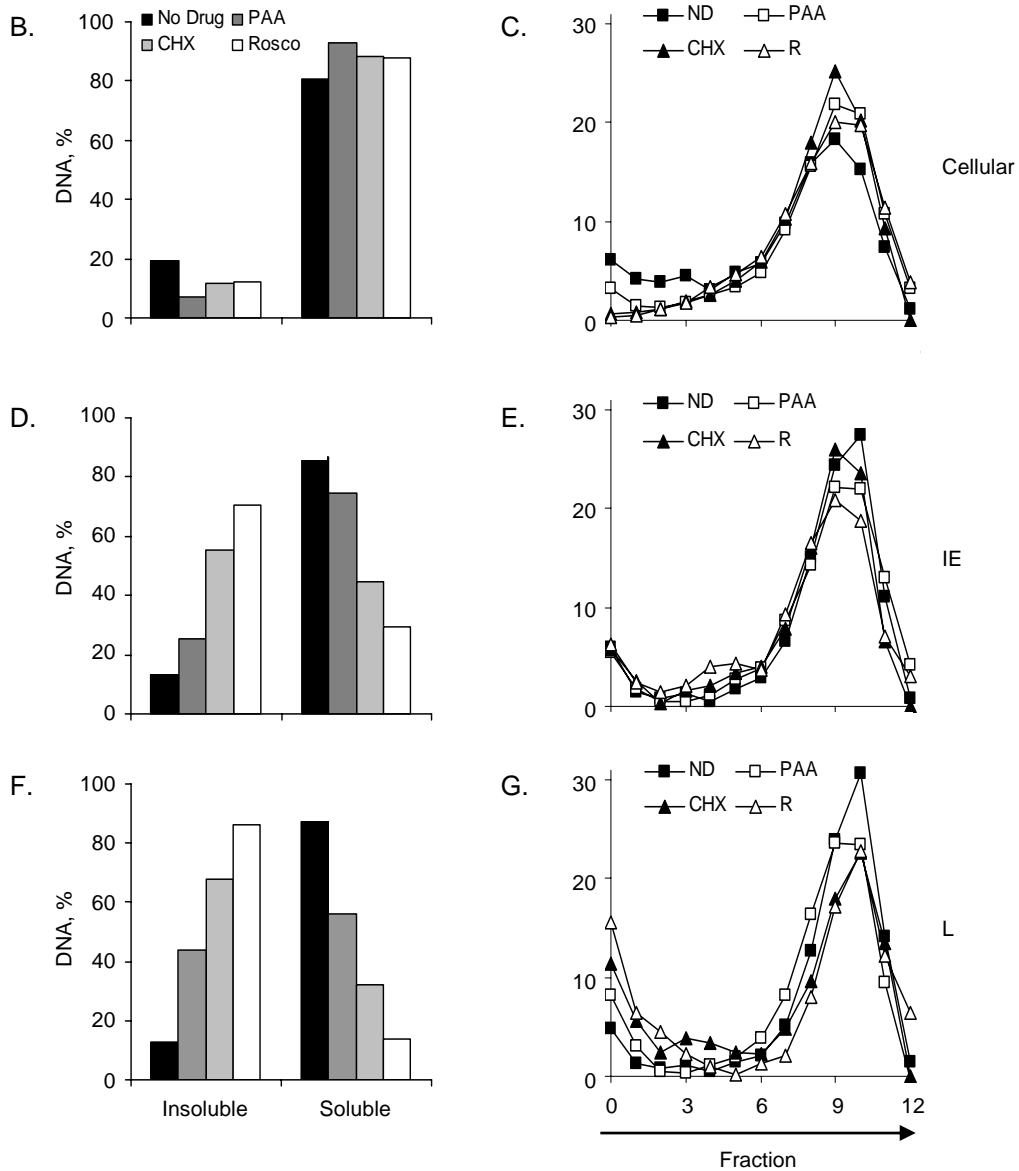 B.
100
80
60
40
20
0
DNA, %
No Drug PAA
CHX Rosco
C.
30
20
10
0
ND PAA
CHX R
Cellular
D.
100
80
60
40
20
0
DNA, %
E.
30
20
10
0
ND PAA
CHX R
IE
F.
100
80
60
40
20
0
DNA, %
Insoluble Soluble
G.
30
20
10
0
ND PAA
CHX R
L
0 3 6 9 12
Fraction